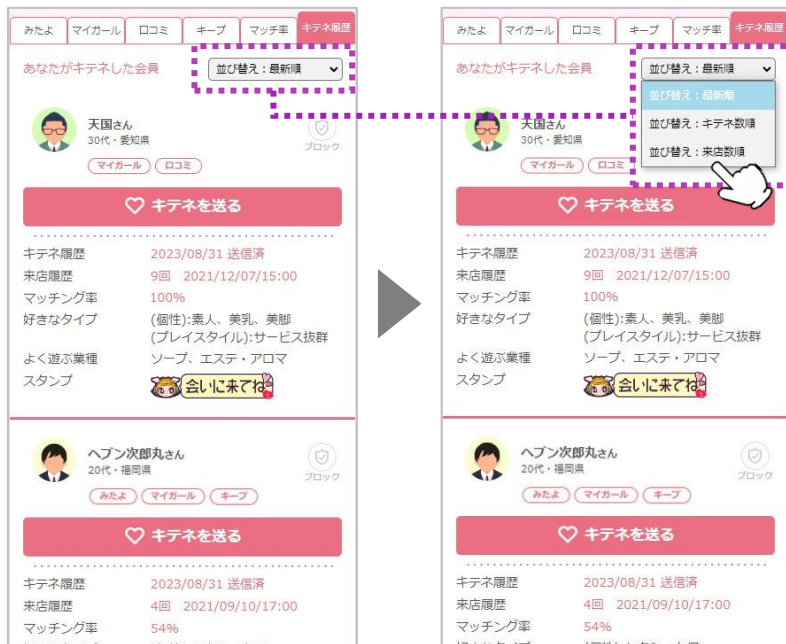 みたよ マイガール 口コミ キープ マッチ率 キテネ履歴
あなたがキテネした会員 並び替え：最新順
天国さん
30代・愛知県
ブロック
マイガール 口コミ
キテネを送る
キテネ履歴 2023/08/31 送信済
来店履歴 9回 2021/12/07/15:00
マッチング率 100%
好きなタイプ (個性):素人、美乳、美脚
(プレイスタイル):サービス抜群
よく遊ぶ業種 ソープ、エステ・アロマ
スタンプ 会いに来てね
ヘブン次郎丸さん
20代・福岡県
ブロック
みたよ マイガール キープ
キテネを送る
キテネ履歴 2023/08/31 送信済
来店履歴 4回 2021/09/10/17:00
マッチング率 54%
みたよ マイガール 口コミ キープ マッチ率 キテネ履歴
あなたがキテネした会員 並び替え：最新順
並び替え：最新順
並び替え：キテネ数順
並び替え：来店数順
天国さん
30代・愛知県
マイガール 口コミ
キテネを送る
キテネ履歴 2023/08/31 送信済
来店履歴 9回 2021/12/07/15:00
マッチング率 100%
好きなタイプ (個性):素人、美乳、美脚
(プレイスタイル):サービス抜群
よく遊ぶ業種 ソープ、エステ・アロマ
スタンプ 会いに来てね
ヘブン次郎丸さん
20代・福岡県
ブロック
みたよ マイガール キープ
キテネを送る
キテネ履歴 2023/08/31 送信済
来店履歴 4回 2021/09/10/17:00
マッチング率 54%